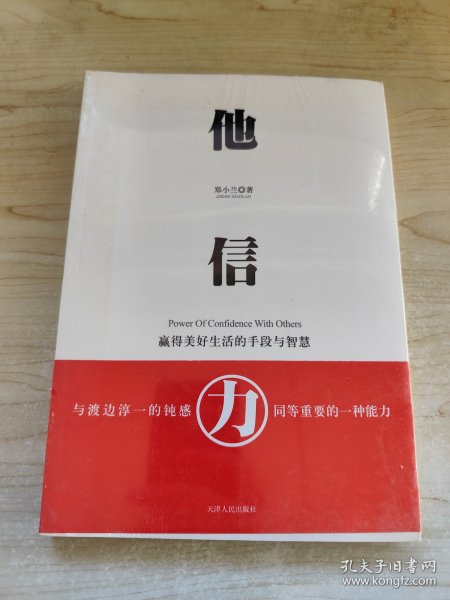 他
郑小兰◎著
ZHENG XIAOLAN
信
Power Of Confidence With Others
赢得美好生活的手段与智慧
与渡边淳一的钝感 力 同等重要的一种能力
天津人民出版社
孔夫子旧书网
www.kongfz.com